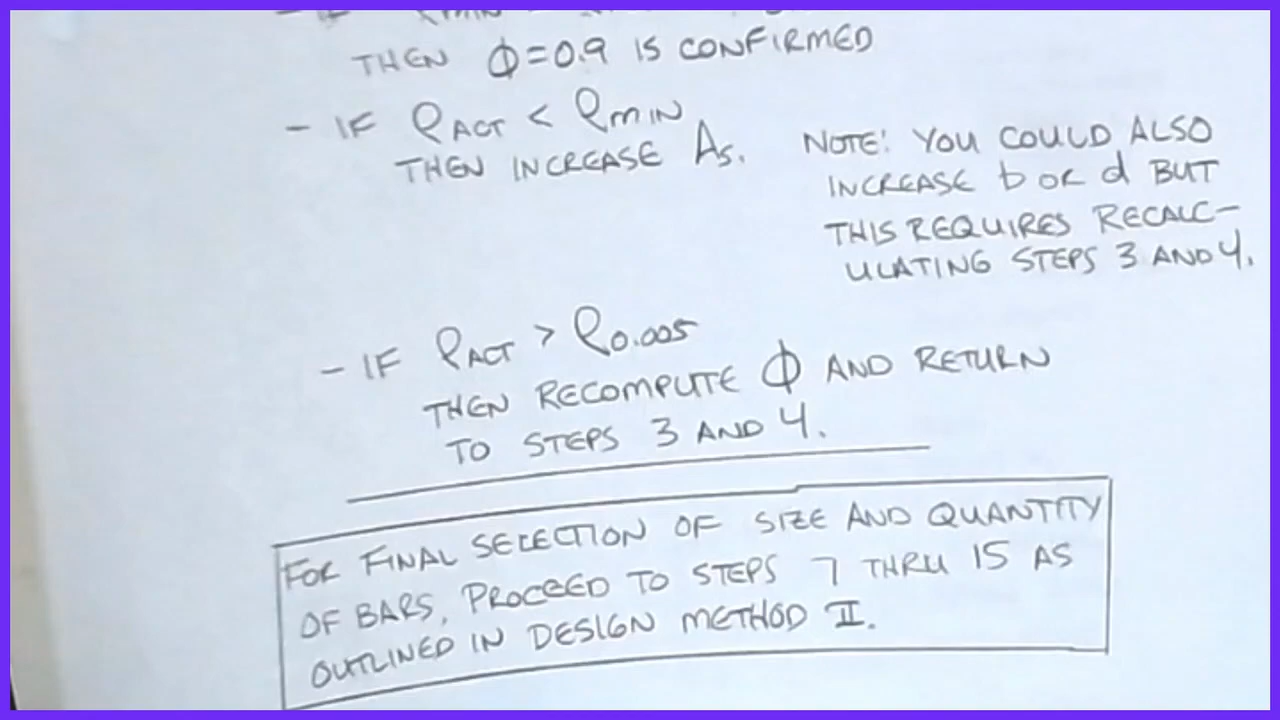 THEN ϕ=0.9 IS CONFIRMED
- IF ρACT < ρMIN
THEN INCREASE As.
NOTE: YOU COULD ALSO
INCREASE b OR d BUT
THIS REQUIRES RECALC-
ULATING STEPS 3 AND 4.
- IF ρACT > ρ0.005
THEN RECOMPUTE ϕ AND RETURN
TO STEPS 3 AND 4.
FOR FINAL SELECTION OF SIZE AND QUANTITY
OF BARS, PROCEED TO STEPS 7 THRU 15 AS
OUTLINED IN DESIGN METHOD II.